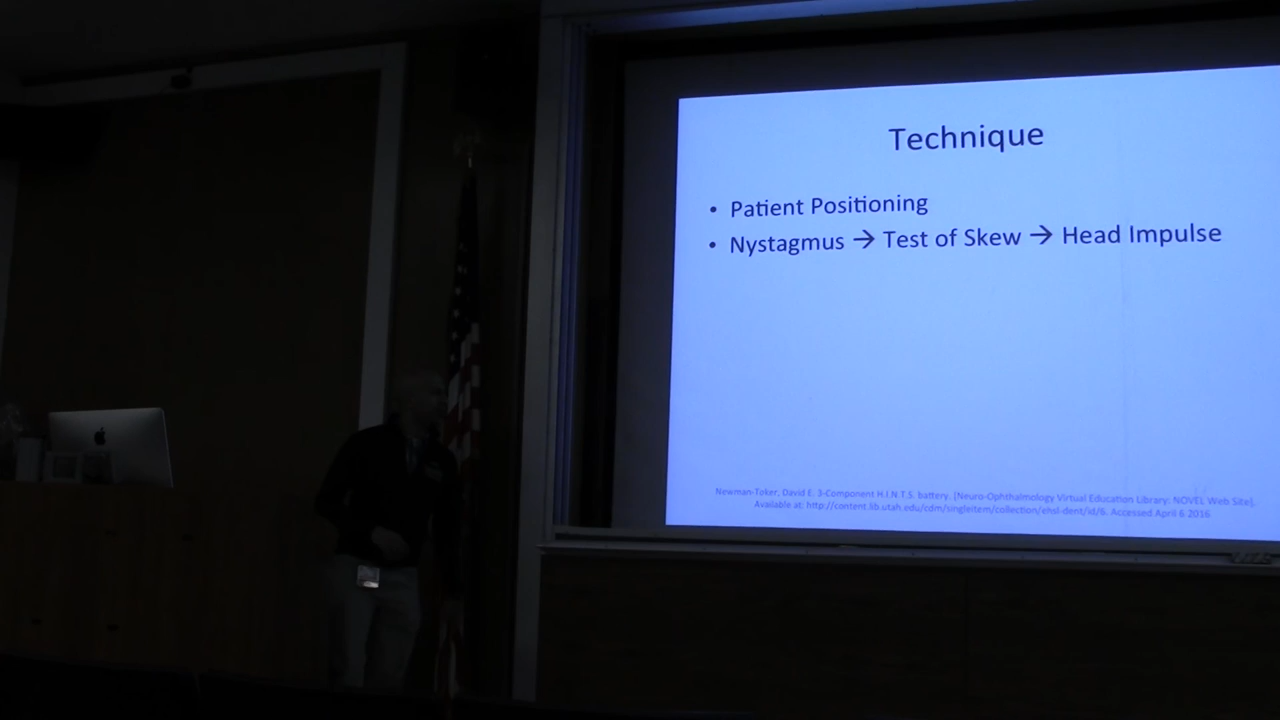 Technique
• Patient Positioning
• Nystagmus → Test of Skew → Head Impulse
Newman-Toker, David E. 3-Component H.I.N.T.S. battery. [Neuro-Ophthalmology Virtual Education Library: NOVEL Web Site].
Available at: http://content.lib.utah.edu/cdm/singleitem/collection/ehsl-dent/id/6. Accessed April 6 2016